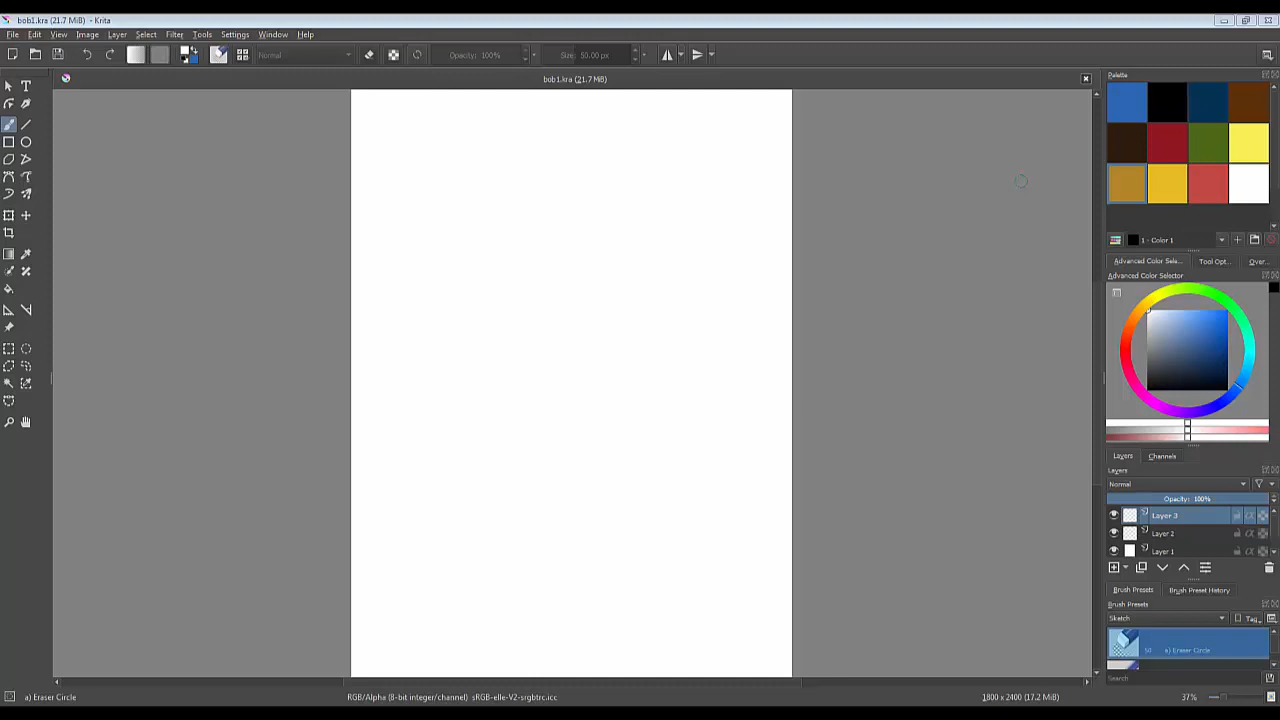 bob1.kra (21.7 MiB) - Krita
File Edit View Image Layer Select Filter Tools Settings Window Help
Normal Opacity: 100% Size: 50.00 px
bob1.kra (21.7 MiB)
Palette
1 - Color 1
Advanced Color Sele... Tool Opt... Over...
Advanced Color Selector
Layers Channels
Layers
Normal
Opacity: 100%
Layer 3
Layer 2
Layer 1
Brush Presets Brush Preset History
Brush Presets
Sketch Tag
50 a) Eraser Circle
Search
a) Eraser Circle RGB/Alpha (8-bit integer/channel) sRGB-elle-V2-srgbtrc.icc 1800 x 2400 (17.2 MiB) 37%